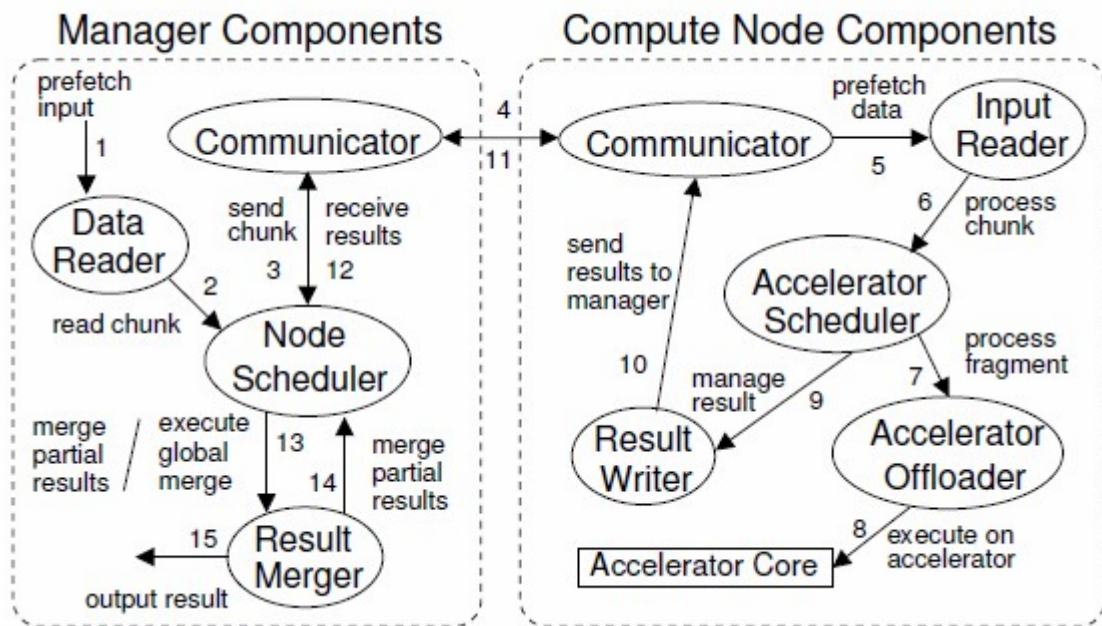 Manager Components
prefetch
input
1
Communicator
Data
Reader
send
chunk
receive
results
3
12
2
read chunk
Node
Scheduler
merge
partial
results
/
execute
global
merge
13
14
merge
partial
results
15
output result
Result
Merger
4
11
Compute Node Components
Communicator
prefetch
data
5
Input
Reader
6
process
chunk
Accelerator
Scheduler
send
results to
manager
10
manage
result
9
7
process
fragment
Result
Writer
Accelerator
Offloader
8
execute on
accelerator
Accelerator Core